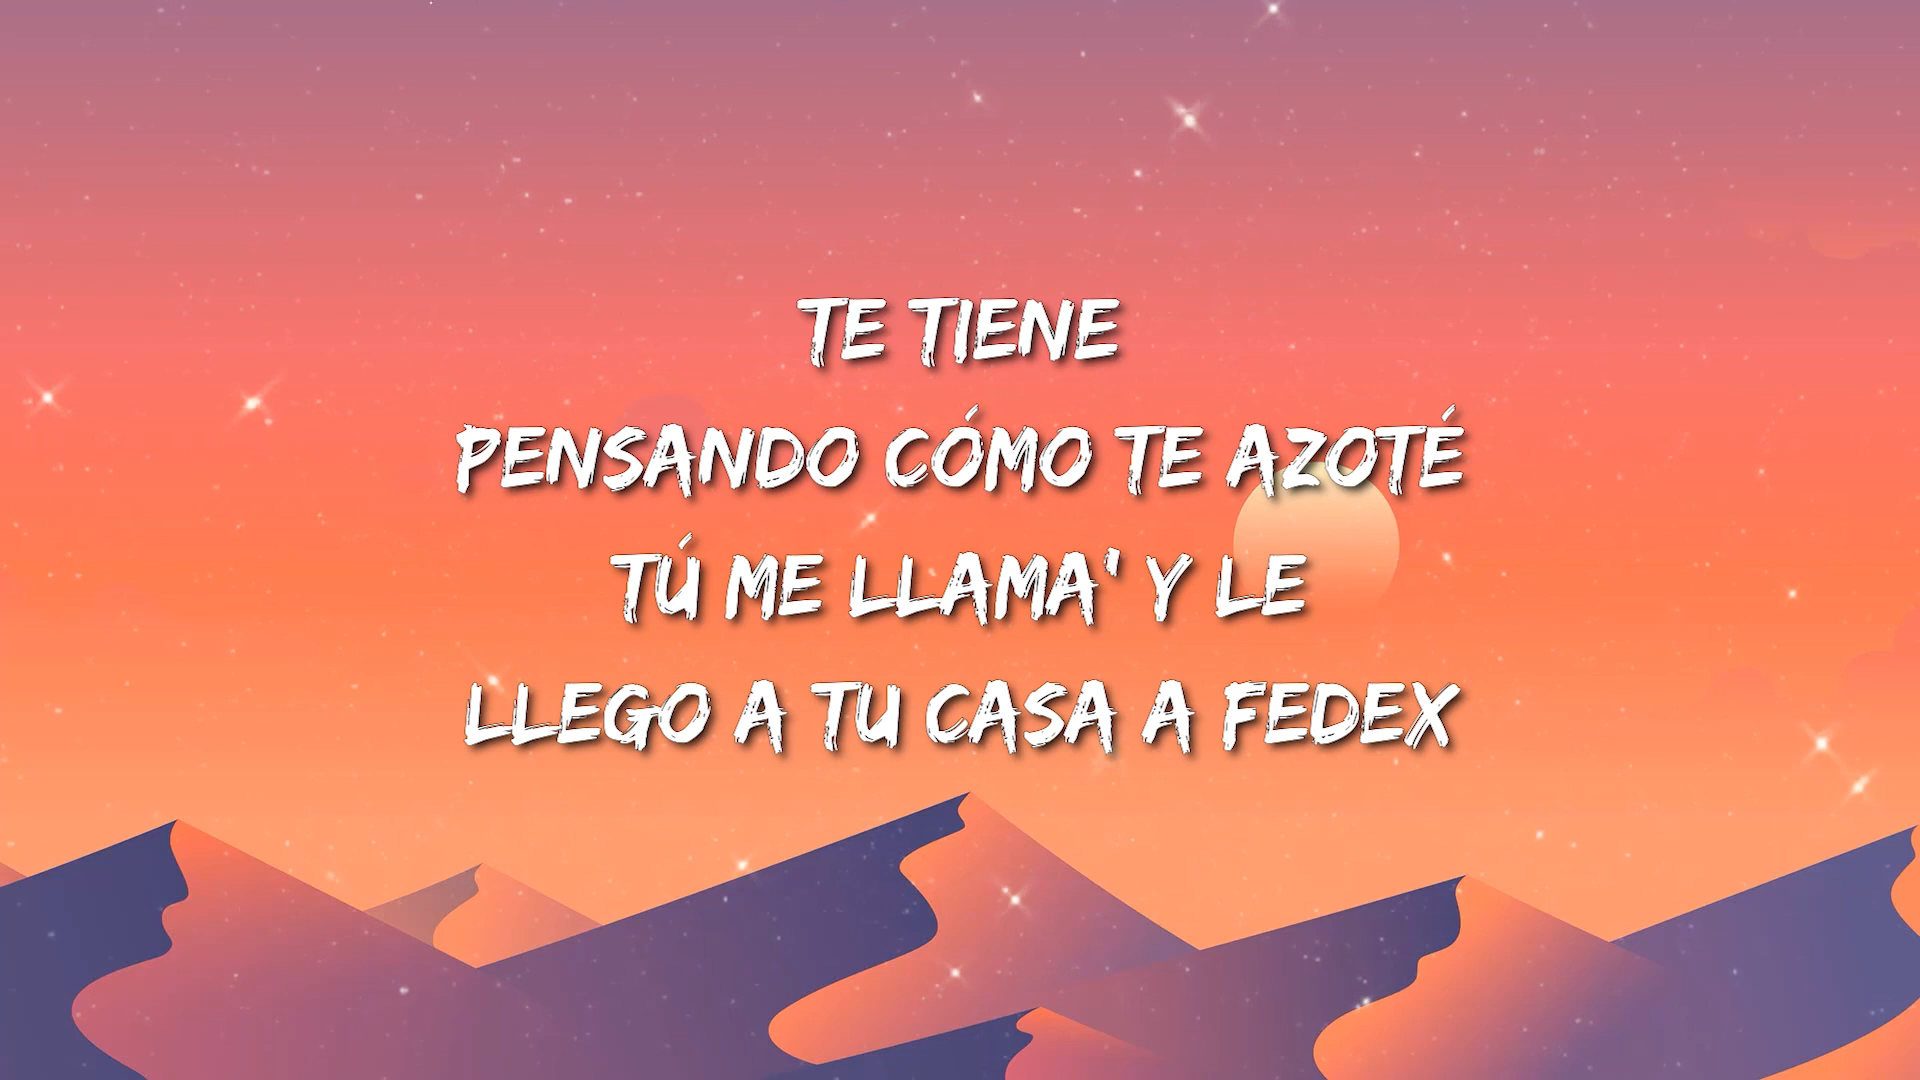 TE TIENE
PENSANDO CÓMO TE AZOTÉ
TÚ ME LLAMA' Y LE
LLEGO A TU CASA A FEDEX